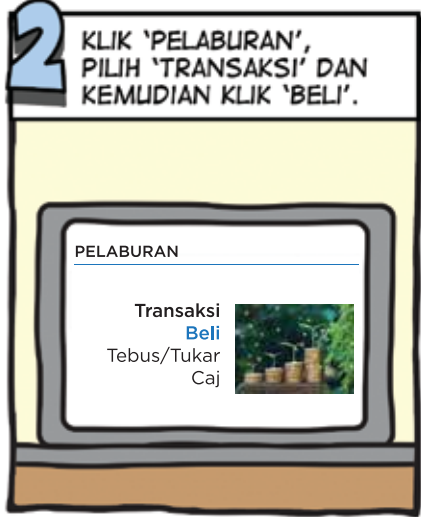 2
KLIK ‘PELABURAN’,
PILIH ‘TRANSAKSI’ DAN
KEMUDIAN KLIK ‘BELI’.
PELABURAN
Transaksi
Beli
Tebus/Tukar
Caj